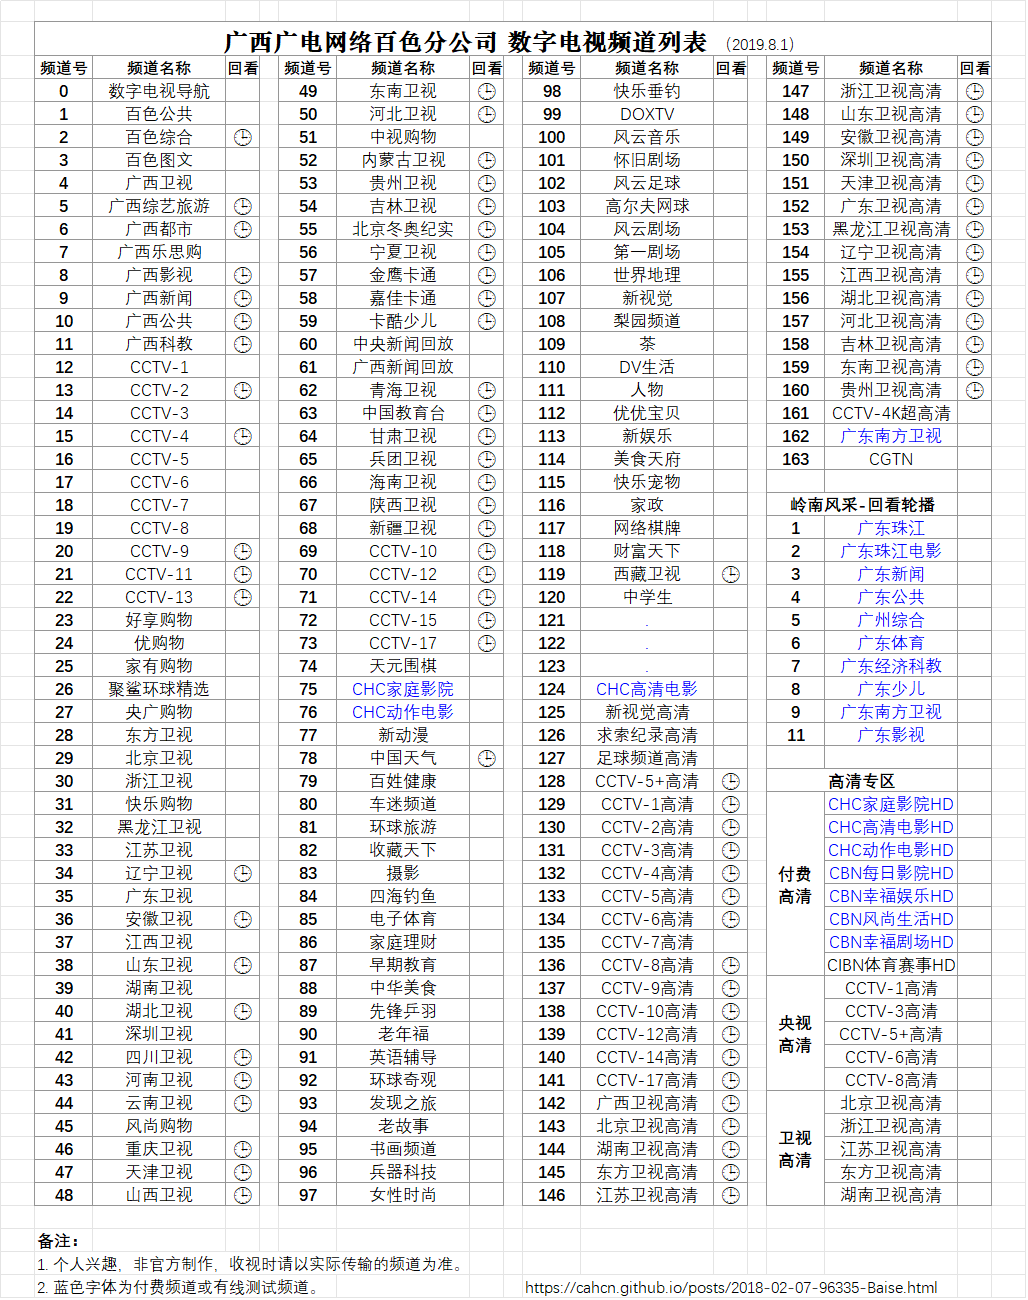 广西广电网络百色分公司 数字电视频道列表 （2019.8.1）
频道号 频道名称 回看 频道号 频道名称 回看 频道号 频道名称 回看 频道号 频道名称 回看
0 数字电视导航 49 东南卫视 98 快乐垂钓 147 浙江卫视高清
1 百色公共 50 河北卫视 99 DOXTV 148 山东卫视高清
2 百色综合 51 中视购物 100 风云音乐 149 安徽卫视高清
3 百色图文 52 内蒙古卫视 101 怀旧剧场 150 深圳卫视高清
4 广西卫视 53 贵州卫视 102 风云足球 151 天津卫视高清
5 广西综艺旅游 54 吉林卫视 103 高尔夫网球 152 广东卫视高清
6 广西都市 55 北京冬奥纪实 104 风云剧场 153 黑龙江卫视高清
7 广西乐思购 56 宁夏卫视 105 第一剧场 154 辽宁卫视高清
8 广西影视 57 金鹰卡通 106 世界地理 155 江西卫视高清
9 广西新闻 58 嘉佳卡通 107 新视觉 156 湖北卫视高清
10 广西公共 59 卡酷少儿 108 梨园频道 157 河北卫视高清
11 广西科教 60 中央新闻回放 109 茶 158 吉林卫视高清
12 CCTV-1 61 广西新闻回放 110 DV生活 159 东南卫视高清
13 CCTV-2 62 青海卫视 111 人物 160 贵州卫视高清
14 CCTV-3 63 中国教育台 112 优优宝贝 161 CCTV-4K超高清
15 CCTV-4 64 甘肃卫视 113 新娱乐 162 广东南方卫视
16 CCTV-5 65 兵团卫视 114 美食天府 163 CGTN
17 CCTV-6 66 海南卫视 115 快乐宠物
18 CCTV-7 67 陕西卫视 116 家政 岭南风采-回看轮播
19 CCTV-8 68 新疆卫视 117 网络棋牌 1 广东珠江
20 CCTV-9 69 CCTV-10 118 财富天下 2 广东珠江电影
21 CCTV-11 70 CCTV-12 119 西藏卫视 3 广东新闻
22 CCTV-13 71 CCTV-14 120 中学生 4 广东公共
23 好享购物 72 CCTV-15 121 . 5 广州综合
24 优购物 73 CCTV-17 122 . 6 广东体育
25 家有购物 74 天元围棋 123 . 7 广东经济科教
26 聚鲨环球精选 75 CHC家庭影院 124 CHC高清电影 8 广东少儿
27 央广购物 76 CHC动作电影 125 新视觉高清 9 广东南方卫视
28 东方卫视 77 新动漫 126 求索纪录高清 11 广东影视
29 北京卫视 78 中国天气 127 足球频道高清
30 浙江卫视 79 百姓健康 128 CCTV-5+高清 高清专区
31 快乐购物 80 车迷频道 129 CCTV-1高清 CHC家庭影院HD
32 黑龙江卫视 81 环球旅游 130 CCTV-2高清 CHC高清电影HD
33 江苏卫视 82 收藏天下 131 CCTV-3高清 CHC动作电影HD
34 辽宁卫视 83 摄影 132 CCTV-4高清 付费 CBN每日影院HD
35 广东卫视 84 四海钓鱼 133 CCTV-5高清 高清 CBN幸福娱乐HD
36 安徽卫视 85 电子体育 134 CCTV-6高清 CBN风尚生活HD
37 江西卫视 86 家庭理财 135 CCTV-7高清 CBN幸福剧场HD
38 山东卫视 87 早期教育 136 CCTV-8高清 CIBN体育赛事HD
39 湖南卫视 88 中华美食 137 CCTV-9高清 CCTV-1高清
40 湖北卫视 89 先锋乒羽 138 CCTV-10高清 央视 CCTV-3高清
41 深圳卫视 90 老年福 139 CCTV-12高清 高清 CCTV-5+高清
42 四川卫视 91 英语辅导 140 CCTV-14高清 CCTV-6高清
43 河南卫视 92 环球奇观 141 CCTV-17高清 CCTV-8高清
44 云南卫视 93 发现之旅 142 广西卫视高清 北京卫视高清
45 风尚购物 94 老故事 143 北京卫视高清 卫视 浙江卫视高清
46 重庆卫视 95 书画频道 144 湖南卫视高清 高清 江苏卫视高清
47 天津卫视 96 兵器科技 145 东方卫视高清 东方卫视高清
48 山西卫视 97 女性时尚 146 江苏卫视高清 湖南卫视高清
备注：
1. 个人兴趣，非官方制作，收视时请以实际传输的频道为准。
2. 蓝色字体为付费频道或有线测试频道。 https://cahcn.github.io/posts/2018-02-07-96335-Baise.html